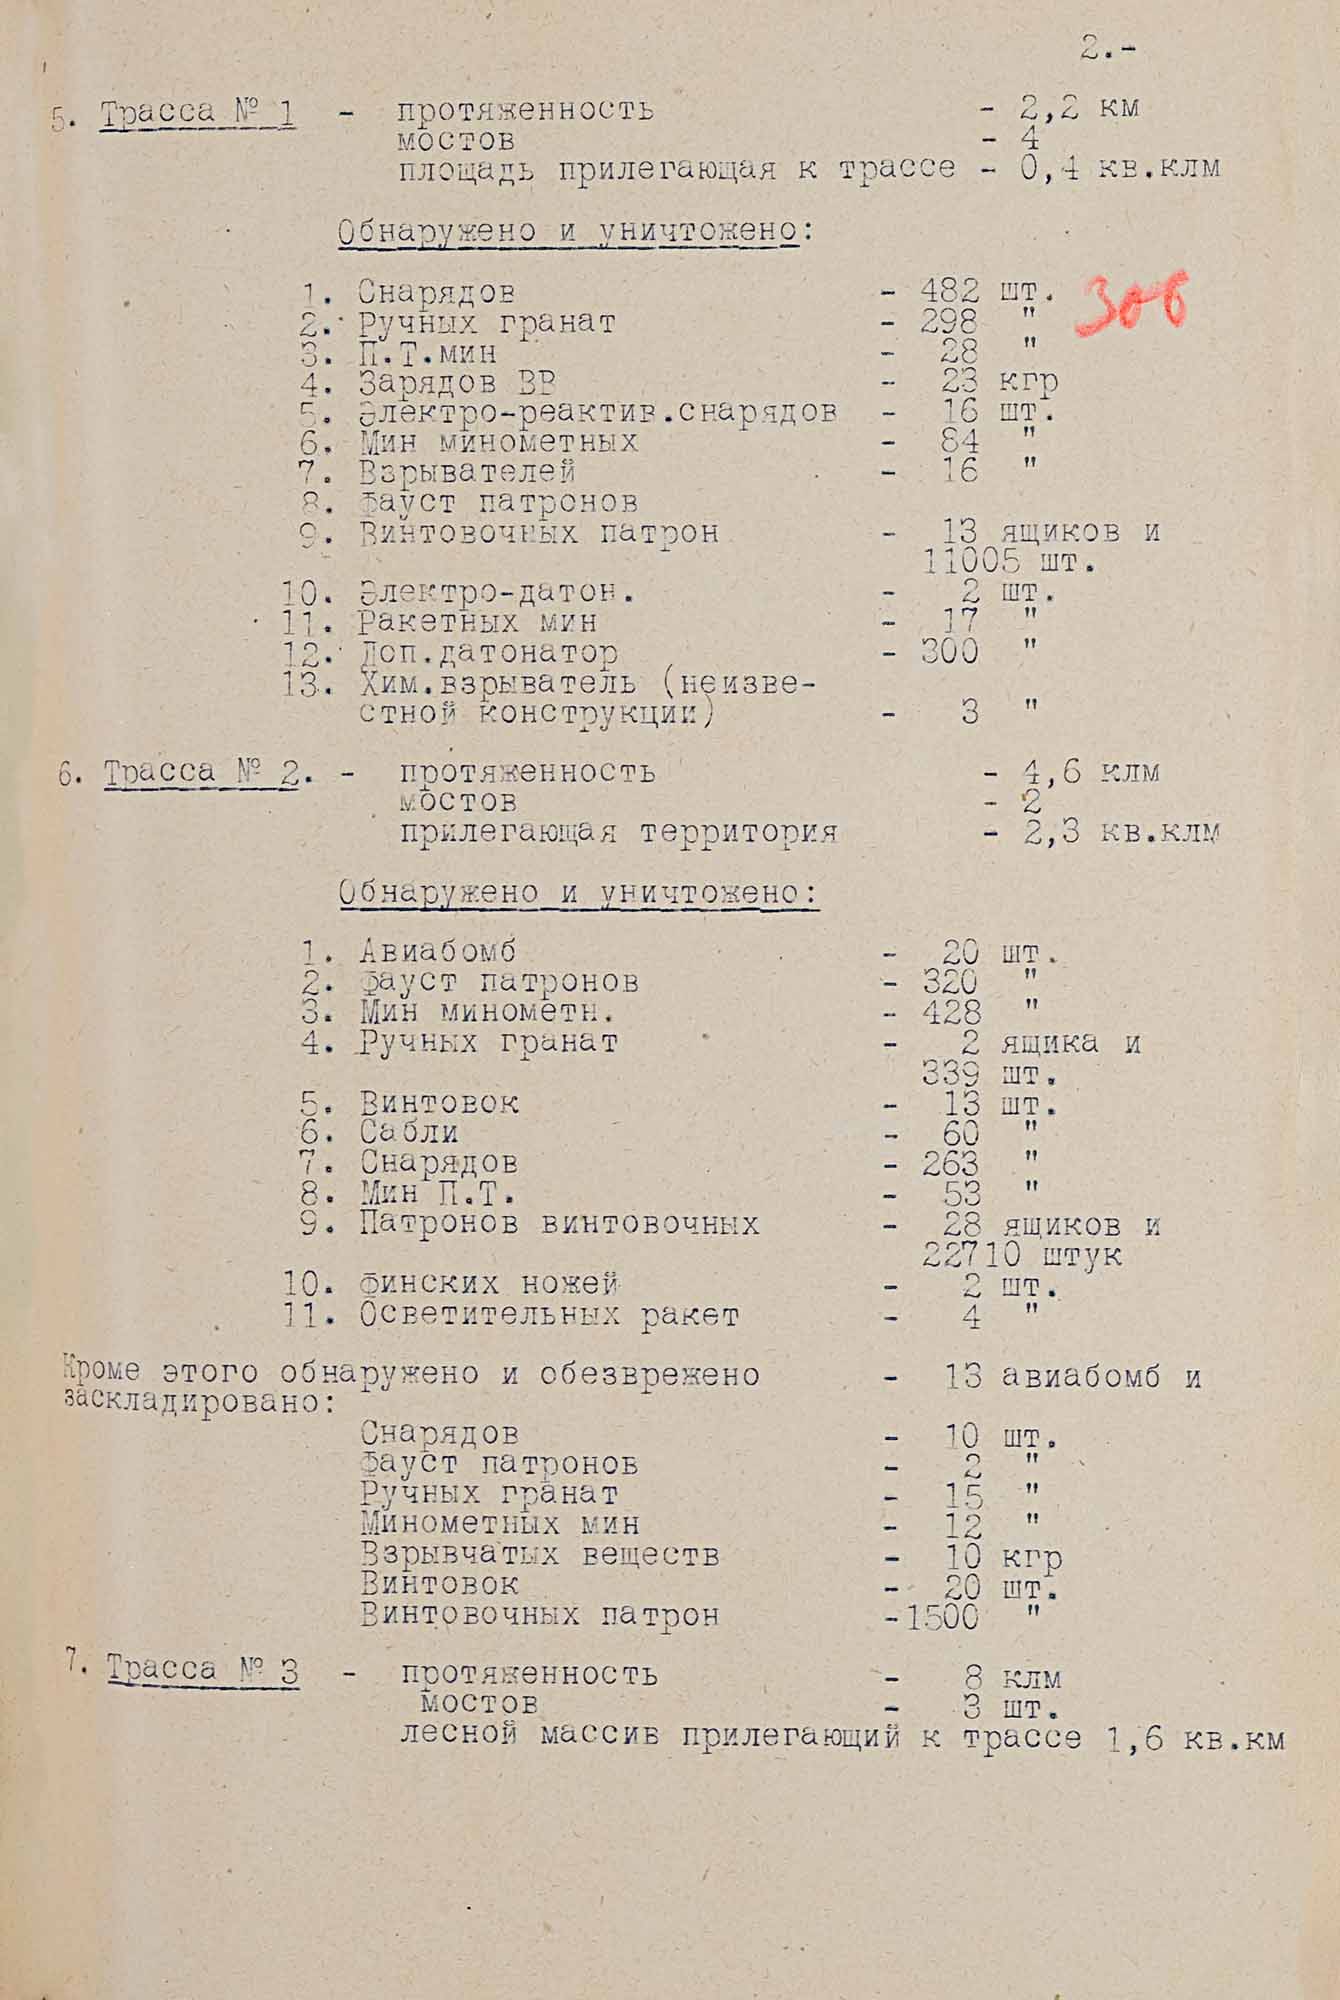 2.-
5. Трасса № 1 - протяженность - 2,2 км
мостов - 4
площадь прилегающая к трассе - 0,4 кв.клм
Обнаружено и уничтожено:
1. Снарядов - 482 шт.
306
2. Ручных гранат - 298 "
3. П.Т.мин - 28 "
4. Зарядов ВВ - 23 кгр
5. Электро-реактив.снарядов - 16 шт.
6. Мин минометных - 84 "
7. Взрывателей - 16 "
8. Фауст патронов
9. Винтовочных патрон - 13 ящиков и
11005 шт.
10. Электро-датон. - 2 шт.
11. Ракетных мин - 17 "
12. Доп.датонатор - 300 "
13. Хим.взрыватель (неизве-
стной конструкции) - 3 "
6. Трасса № 2. - протяженность - 4,6 клм
мостов - 2
прилегающая территория - 2,3 кв.клм
Обнаружено и уничтожено:
1. Авиабомб - 20 шт.
2. Фауст патронов - 320 "
3. Мин минометн. - 428 "
4. Ручных гранат - 2 ящика и
339 шт.
5. Винтовок - 13 шт.
6. Сабли - 60 "
7. Снарядов - 263 "
8. Мин П.Т. - 53 "
9. Патронов винтовочных - 28 ящиков и
22710 штук
10. Финских ножей - 2 шт.
11. Осветительных ракет - 4 "
Кроме этого обнаружено и обезврежено - 13 авиабомб и
заскладировано:
Снарядов - 10 шт.
Фауст патронов - 2 "
Ручных гранат - 15 "
Минометных мин - 12 "
Взрывчатых веществ - 10 кгр
Винтовок - 20 шт.
Винтовочных патрон -1500 "
7. Трасса № 3 - протяженность - 8 клм
мостов - 3 шт.
лесной массив прилегающий к трассе 1,6 кв.км